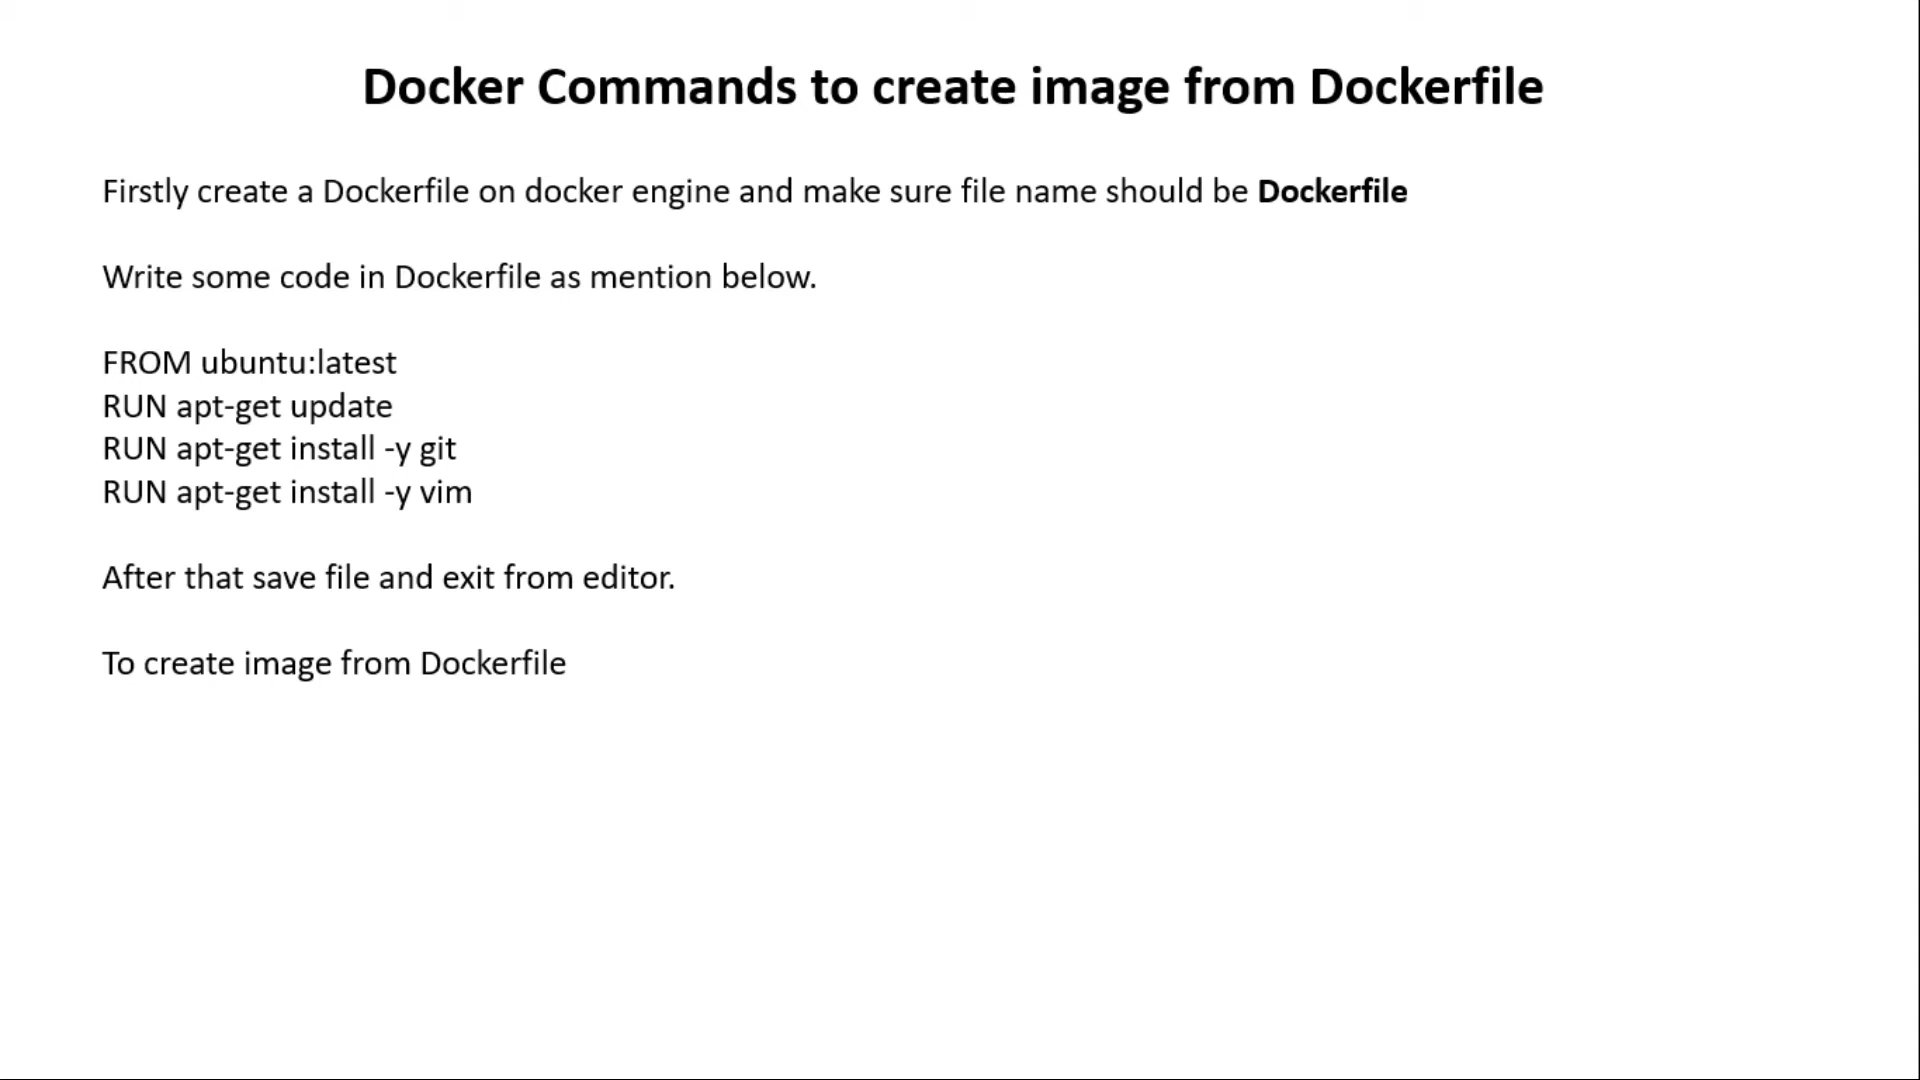 Docker Commands to create image from Dockerfile
Firstly create a Dockerfile on docker engine and make sure file name should be Dockerfile
Write some code in Dockerfile as mention below.
FROM ubuntu:latest
RUN apt-get update
RUN apt-get install -y git
RUN apt-get install -y vim
After that save file and exit from editor.
To create image from Dockerfile